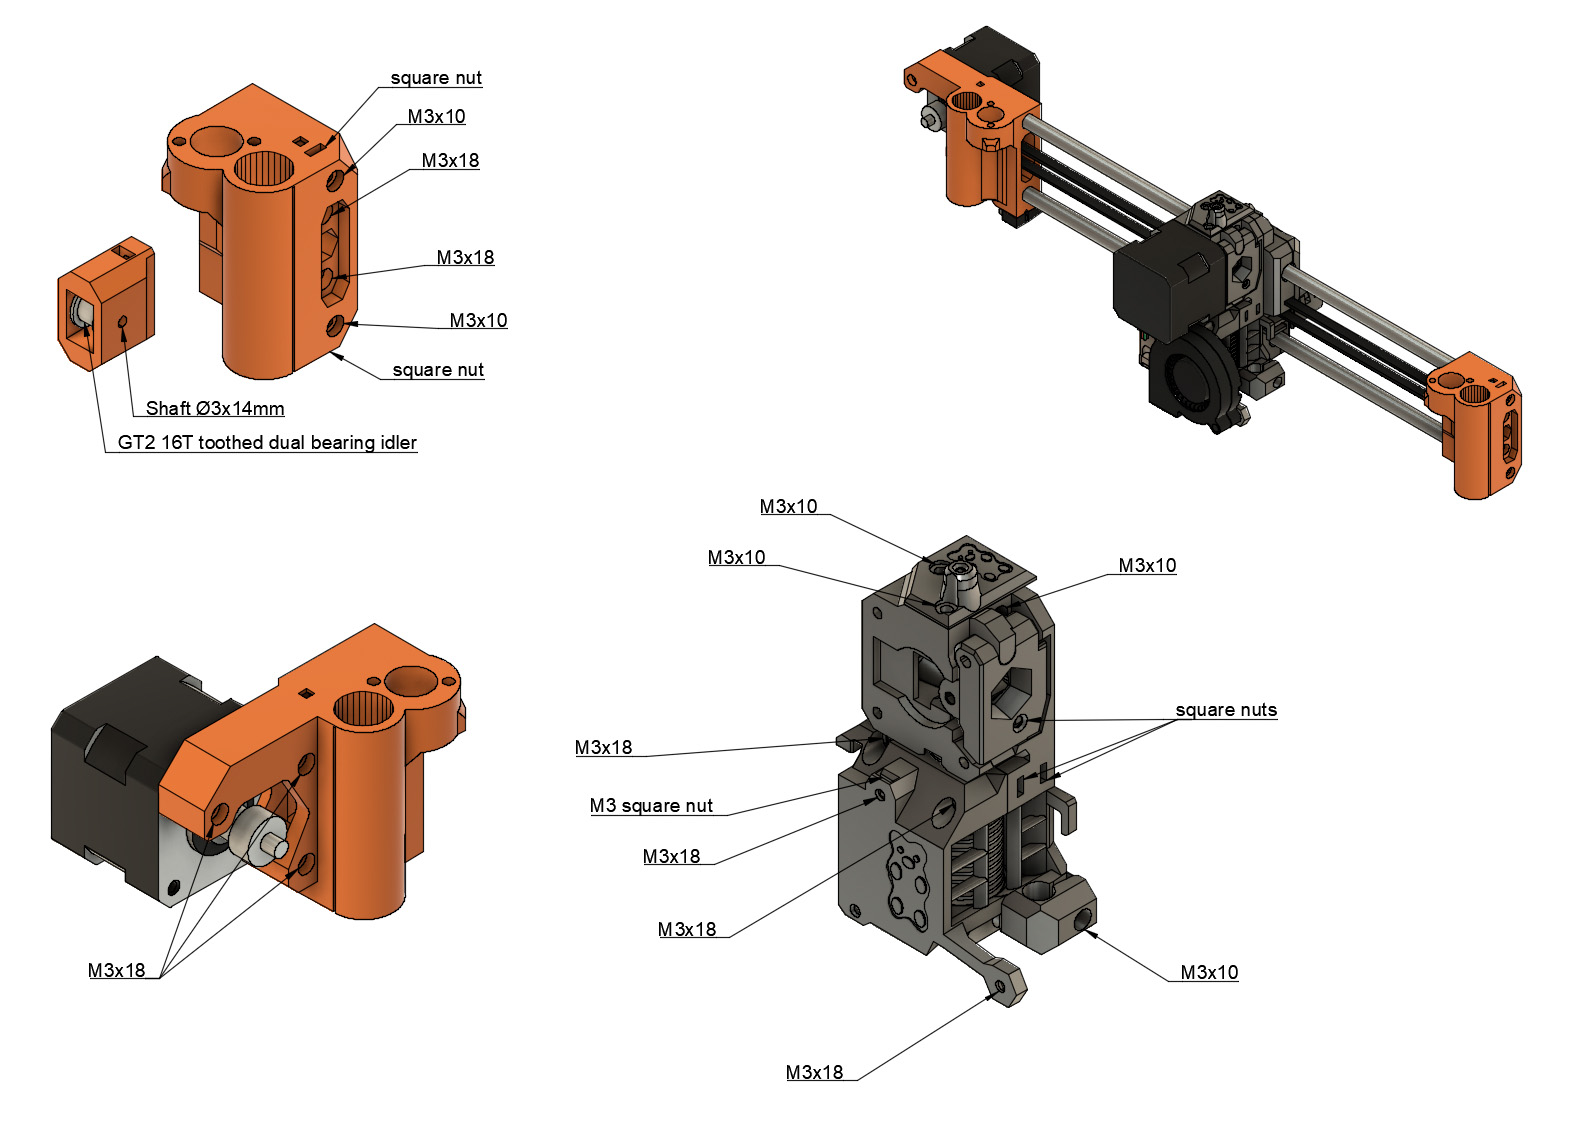 square nut
M3x10
M3x18
M3x18
M3x10
square nut
Shaft Ø3x14mm
GT2 16T toothed dual bearing idler
M3x10
M3x10
M3x10
square nuts
M3x18
M3 square nut
M3x18
M3x18
M3x18
M3x10
M3x18